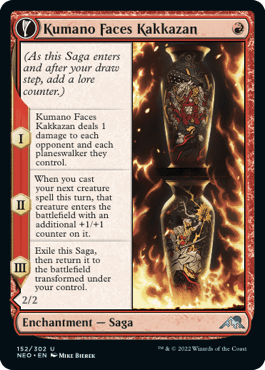 Kumano Faces Kakkazan
(As this Saga enters
and after your draw
step, add a lore
counter.)
I
Kumano Faces
Kakkazan deals 1
damage to each
opponent and each
planeswalker they
control.
II
When you cast
your next creature
spell this turn, that
creature enters the
battlefield with an
additional +1/+1
counter on it.
III
Exile this Saga,
then return it to
the battlefield
transformed under
your control.
2/2
Enchantment — Saga
152/302 U
NEO • EN Mike Bierek
™ & © 2022 Wizards of the Coast